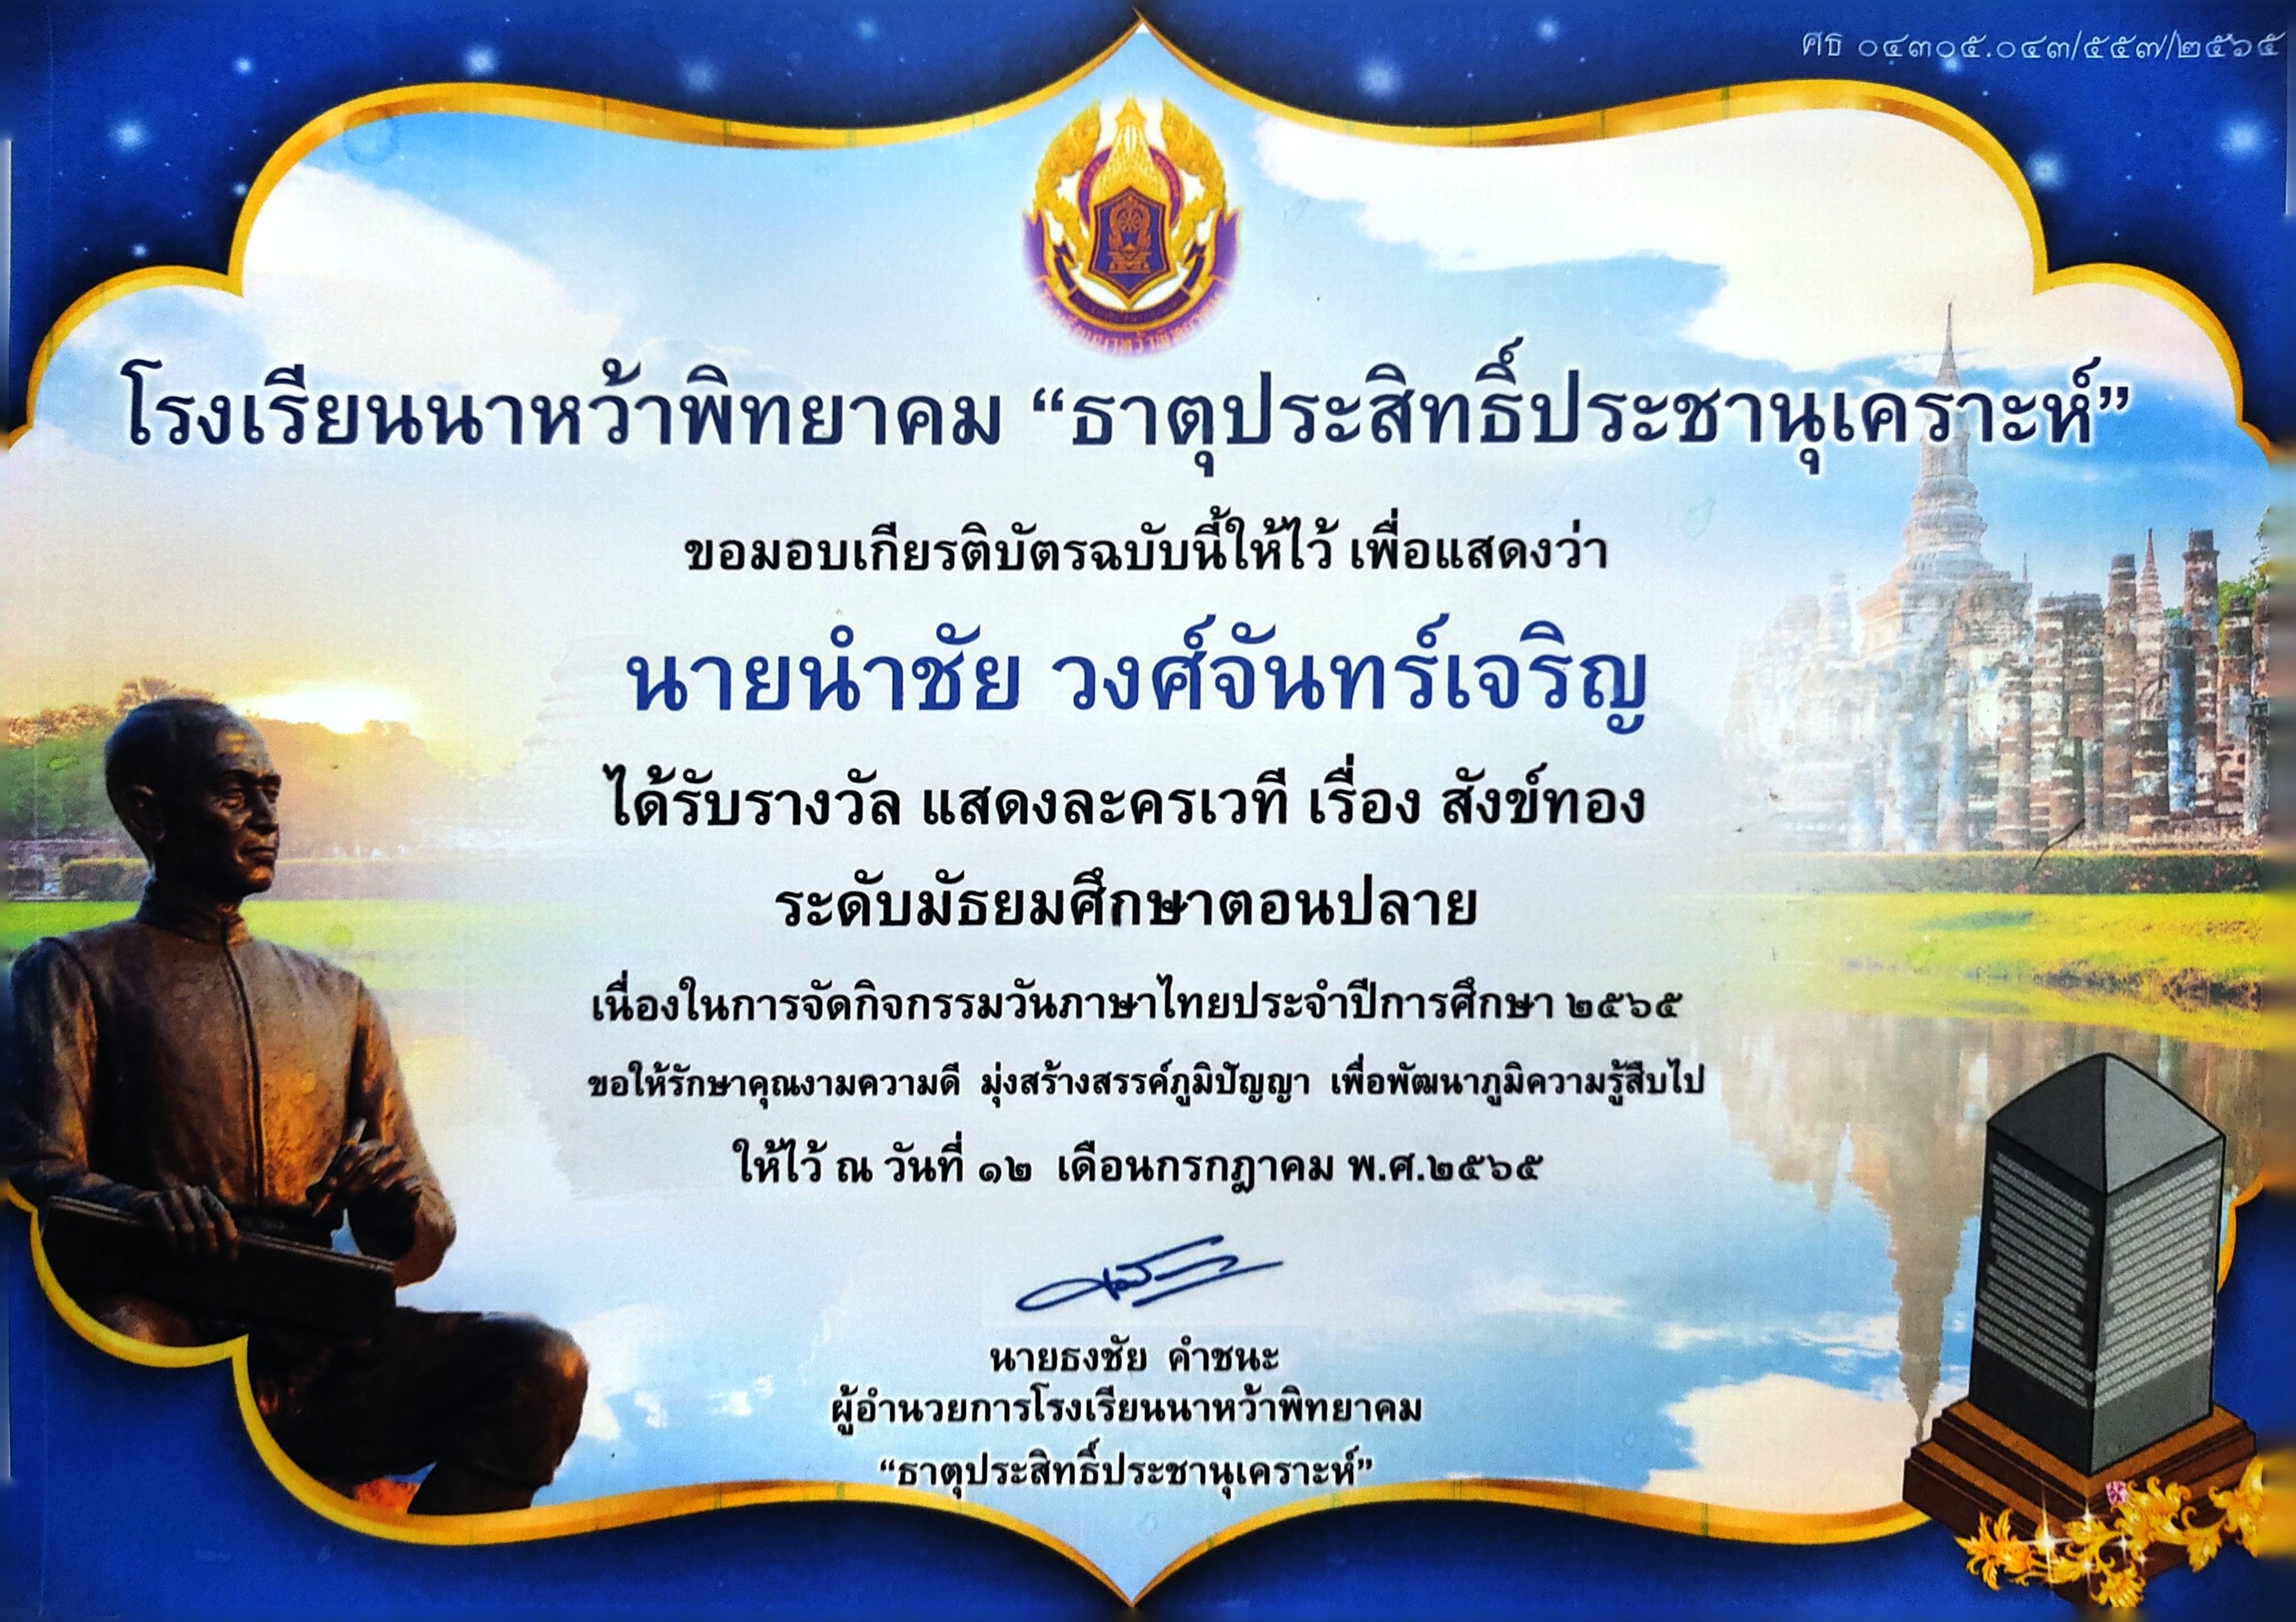 ศธ ๐๔๓๐๕.๐๔๓/๕๕๗/๒๕๖๕
โรงเรียนนาหว้าพิทยาคม “ธาตุประสิทธิ์ประชานุเคราะห์”
ขอมอบเกียรติบัตรฉบับนี้ให้ไว้ เพื่อแสดงว่า
นายนำชัย วงศ์จันทร์เจริญ
ได้รับรางวัล แสดงละครเวที เรื่อง สังข์ทอง
ระดับมัธยมศึกษาตอนปลาย
เนื่องในการจัดกิจกรรมวันภาษาไทยประจำปีการศึกษา ๒๕๖๕
ขอให้รักษาคุณงามความดี มุ่งสร้างสรรค์ภูมิปัญญา เพื่อพัฒนาภูมิความรู้สืบไป
ให้ไว้ ณ วันที่ ๑๒ เดือนกรกฎาคม พ.ศ.๒๕๖๕
นายธงชัย คำชนะ
ผู้อำนวยการโรงเรียนนาหว้าพิทยาคม
“ธาตุประสิทธิ์ประชานุเคราะห์”